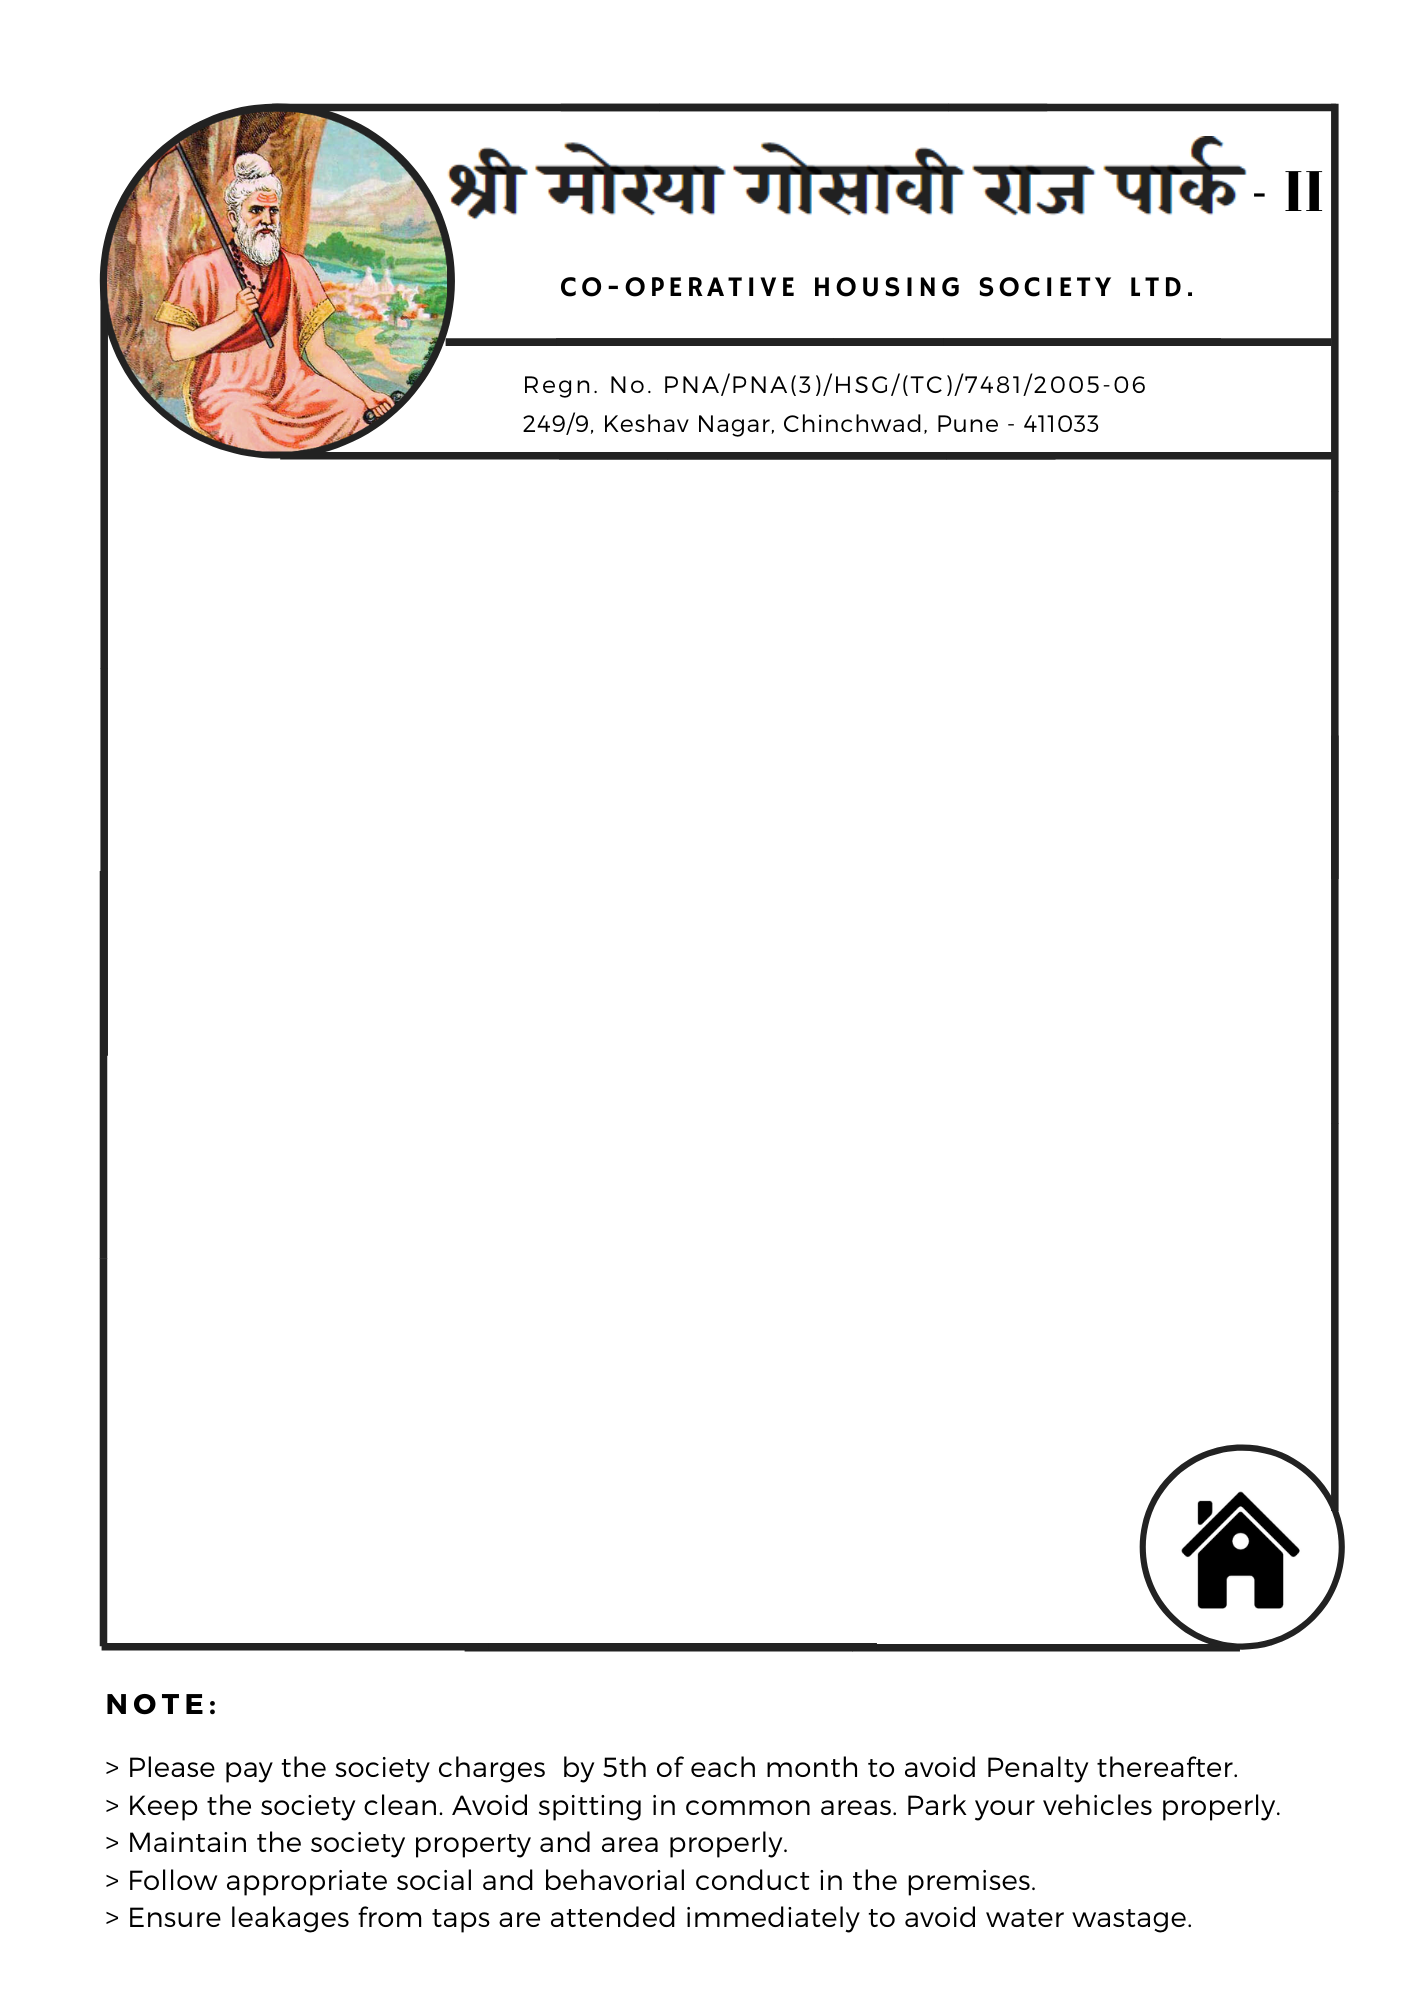 श्री मोरया गोसावी राज पार्क - II
CO-OPERATIVE HOUSING SOCIETY LTD.
Regn. No. PNA/PNA(3)/HSG/(TC)/7481/2005-06
249/9, Keshav Nagar, Chinchwad, Pune - 411033
NOTE:
> Please pay the society charges  by 5th of each month to avoid Penalty thereafter.
> Keep the society clean. Avoid spitting in common areas. Park your vehicles properly.
> Maintain the society property and area properly.
> Follow appropriate social and behavorial conduct in the premises.
> Ensure leakages from taps are attended immediately to avoid water wastage.